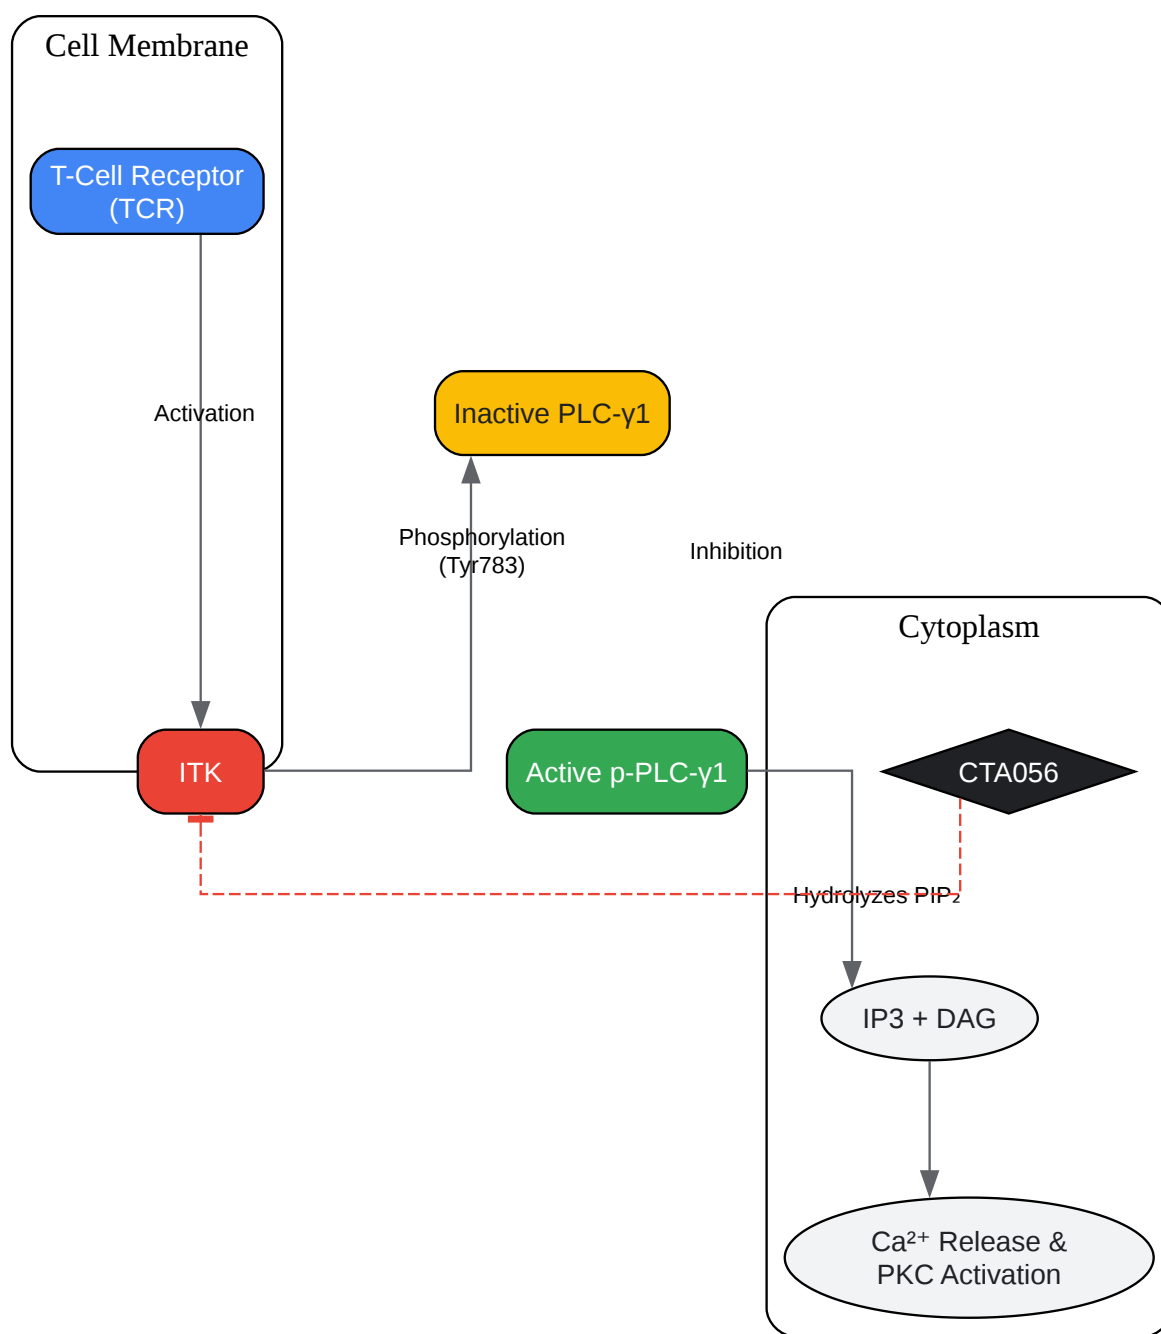 Cell Membrane
T-Cell Receptor
(TCR)
Activation
Inactive PLC-γ1
Phosphorylation
(Tyr783)
Inhibition
Cytoplasm
ITK
Active p-PLC-γ1
CTA056
Hydrolyzes PIP₂
IP3 + DAG
Ca²⁺ Release &
PKC Activation